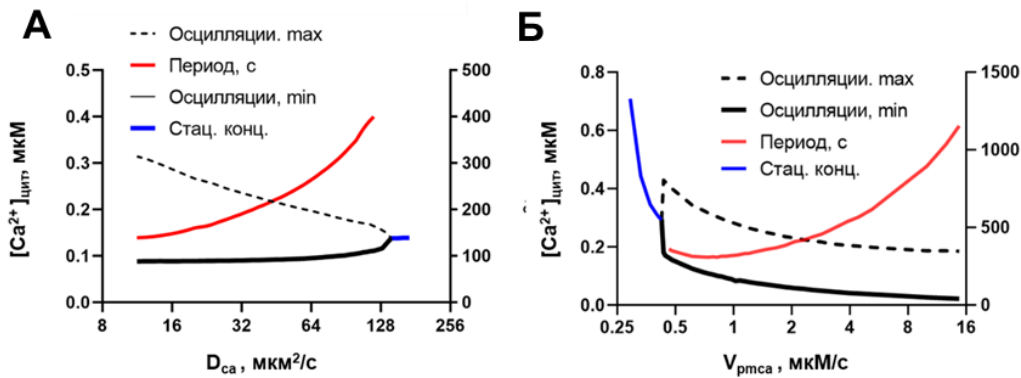 А
Осцилляции. max
Период, с
Осцилляции, min
Стац. конц.
0.5
0.4
0.3
0.2
0.1
0.0
500
400
300
200
100
0
[Ca2+]цит, мкМ
8
16
32
64
128
256
Dca , мкм²/с
Б
Осцилляции. max
Осцилляции, min
Период, с
Стац. конц.
0.8
0.6
0.4
0.2
0.0
1500
1000
500
0
[Ca2+]цит, мкМ
0.25
0.5
1
2
4
8
16
Vpmca , мкМ/с